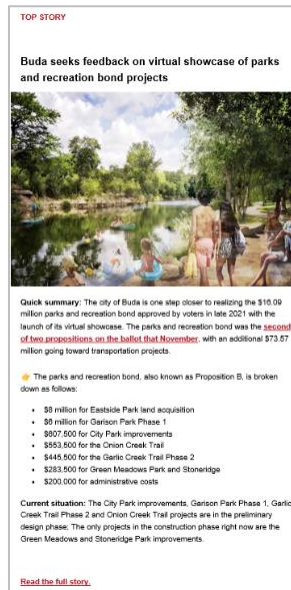 TOP STORY
Buda seeks feedback on virtual showcase of parks
and recreation bond projects
Quick summary: The city of Buda is one step closer to realizing the $16.09
million parks and recreation bond approved by voters in late 2021 with the
launch of its virtual showcase. The parks and recreation bond was the second
of two propositions on the ballot that November, with an additional $73.57
million going toward transportation projects.
👉 The parks and recreation bond, also known as Proposition B, is broken
down as follows:
• $8 million for Eastside Park land acquisition
• $6 million for Garison Park Phase 1
• $607,500 for City Park improvements
• $553,500 for the Onion Creek Trail
• $445,500 for the Garlic Creek Trail Phase 2
• $283,500 for Green Meadows Park and Stoneridge
• $200,000 for administrative costs
Current situation: The City Park improvements, Garison Park Phase 1, Garlic
Creek Trail Phase 2 and Onion Creek Trail projects are in the preliminary
design phase; The only projects in the construction phase right now are the
Green Meadows and Stoneridge Park improvements.
Read the full story.